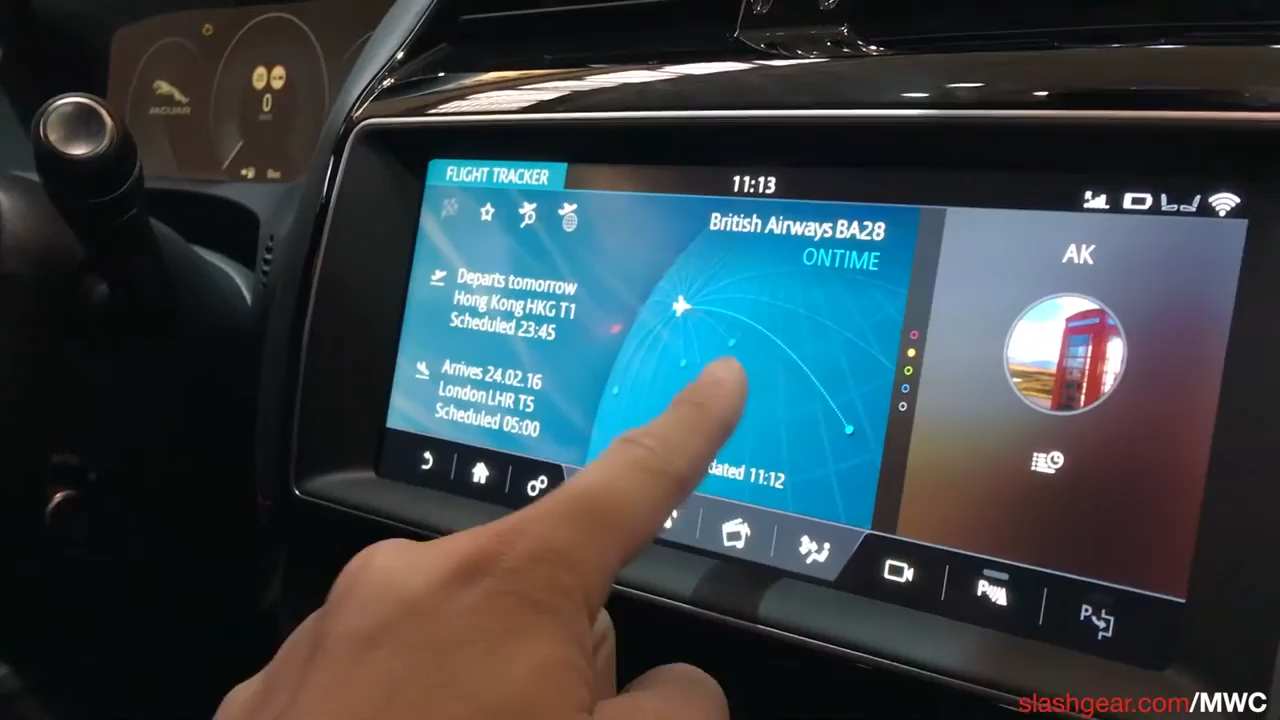 JAGUAR
0
FLIGHT TRACKER
11:13
British Airways BA28
ONTIME
Departs tomorrow
Hong Kong HKG T1
Scheduled 23:45
Arrives 24.02.16
London LHR T5
Scheduled 05:00
dated 11:12
AK
P
P
slashgear.com/MWC